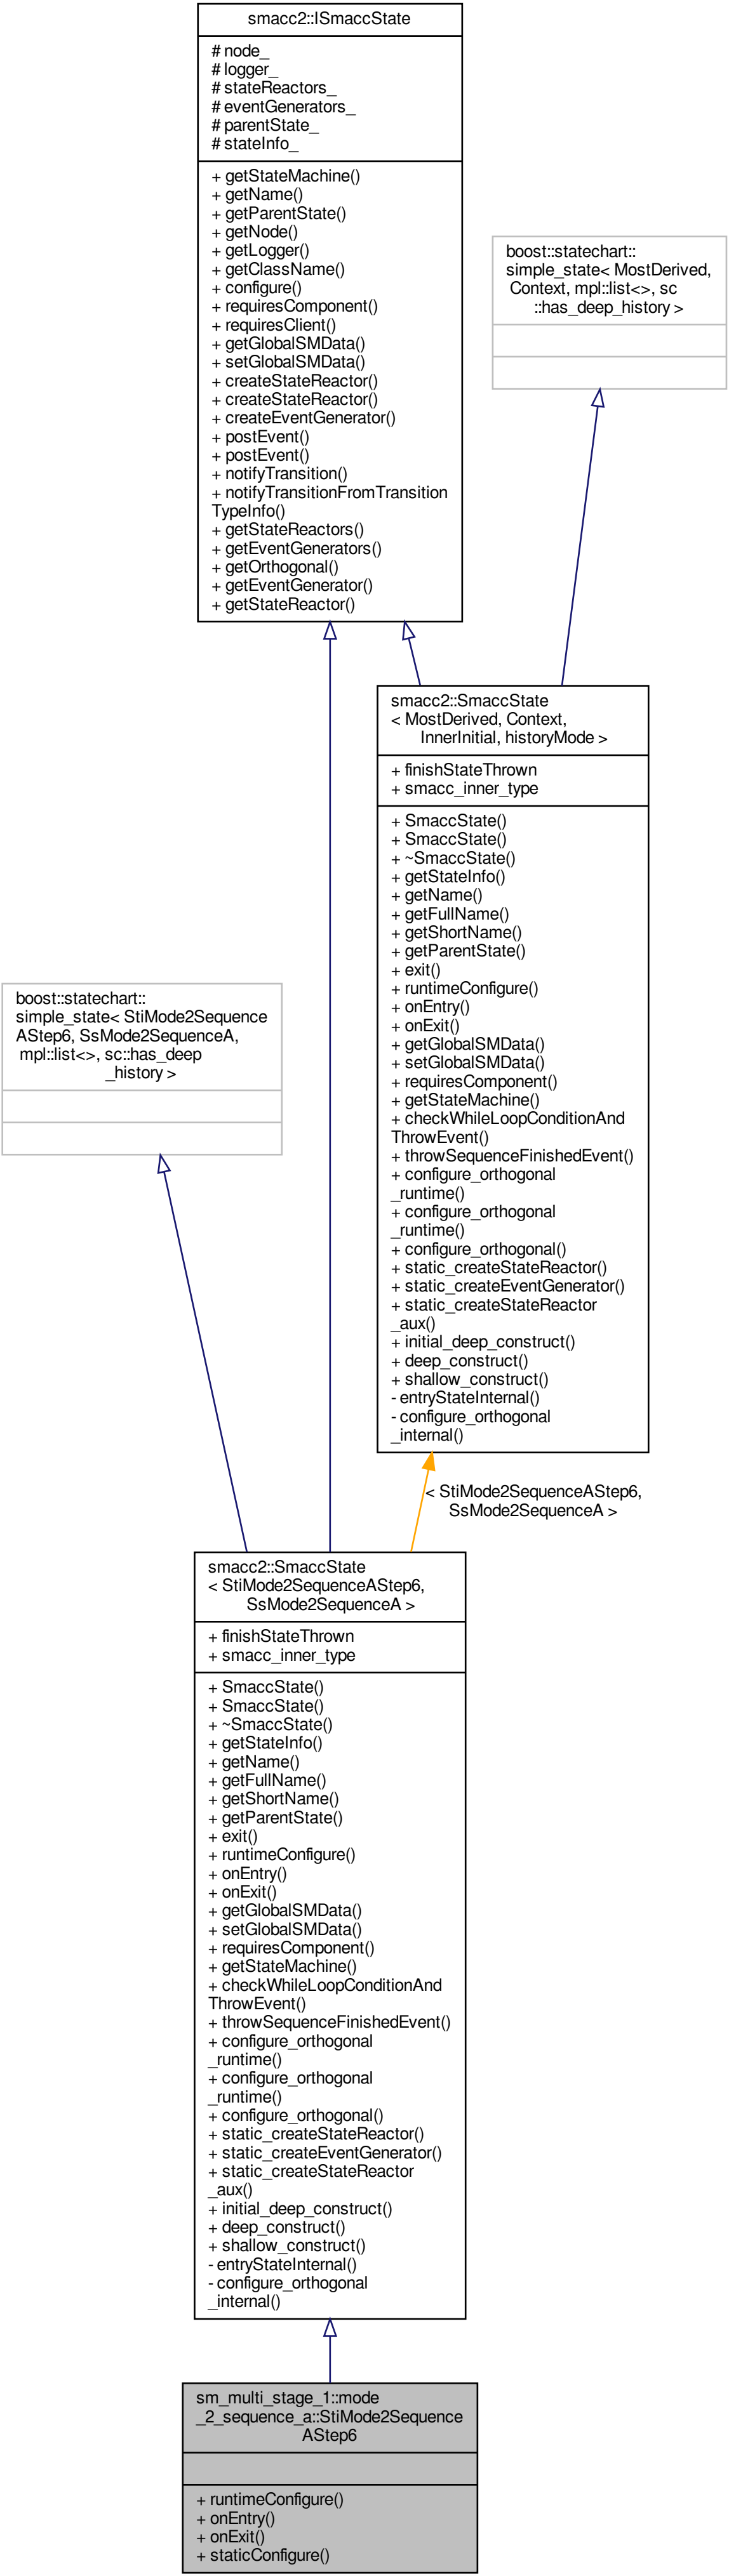 smacc2::ISmaccState
# node_
# logger_
# stateReactors_
# eventGenerators_
# parentState_
# stateInfo_
+ getStateMachine()
+ getName()
+ getParentState()
+ getNode()
+ getLogger()
+ getClassName()
+ configure()
+ requiresComponent()
+ requiresClient()
+ getGlobalSMData()
+ setGlobalSMData()
+ createStateReactor()
+ createStateReactor()
+ createEventGenerator()
+ postEvent()
+ postEvent()
+ notifyTransition()
+ notifyTransitionFromTransition
TypeInfo()
+ getStateReactors()
+ getEventGenerators()
+ getOrthogonal()
+ getEventGenerator()
+ getStateReactor()
boost::statechart::
simple_state< MostDerived,
Context, mpl::list<>, sc
::has_deep_history >
smacc2::SmaccState
< MostDerived, Context,
InnerInitial, historyMode >
+ finishStateThrown
+ smacc_inner_type
+ SmaccState()
+ SmaccState()
+ ~SmaccState()
+ getStateInfo()
+ getName()
+ getFullName()
+ getShortName()
+ getParentState()
+ exit()
+ runtimeConfigure()
+ onEntry()
+ onExit()
+ getGlobalSMData()
+ setGlobalSMData()
+ requiresComponent()
+ getStateMachine()
+ checkWhileLoopConditionAnd
ThrowEvent()
+ throwSequenceFinishedEvent()
+ configure_orthogonal
_runtime()
+ configure_orthogonal
_runtime()
+ configure_orthogonal()
+ static_createStateReactor()
+ static_createEventGenerator()
+ static_createStateReactor
_aux()
+ initial_deep_construct()
+ deep_construct()
+ shallow_construct()
- entryStateInternal()
- configure_orthogonal
_internal()
boost::statechart::
simple_state< StiMode2Sequence
AStep6, SsMode2SequenceA,
mpl::list<>, sc::has_deep
_history >
< StiMode2SequenceAStep6,
SsMode2SequenceA >
smacc2::SmaccState
< StiMode2SequenceAStep6,
SsMode2SequenceA >
+ finishStateThrown
+ smacc_inner_type
+ SmaccState()
+ SmaccState()
+ ~SmaccState()
+ getStateInfo()
+ getName()
+ getFullName()
+ getShortName()
+ getParentState()
+ exit()
+ runtimeConfigure()
+ onEntry()
+ onExit()
+ getGlobalSMData()
+ setGlobalSMData()
+ requiresComponent()
+ getStateMachine()
+ checkWhileLoopConditionAnd
ThrowEvent()
+ throwSequenceFinishedEvent()
+ configure_orthogonal
_runtime()
+ configure_orthogonal
_runtime()
+ configure_orthogonal()
+ static_createStateReactor()
+ static_createEventGenerator()
+ static_createStateReactor
_aux()
+ initial_deep_construct()
+ deep_construct()
+ shallow_construct()
- entryStateInternal()
- configure_orthogonal
_internal()
sm_multi_stage_1::mode
_2_sequence_a::StiMode2Sequence
AStep6
+ runtimeConfigure()
+ onEntry()
+ onExit()
+ staticConfigure()